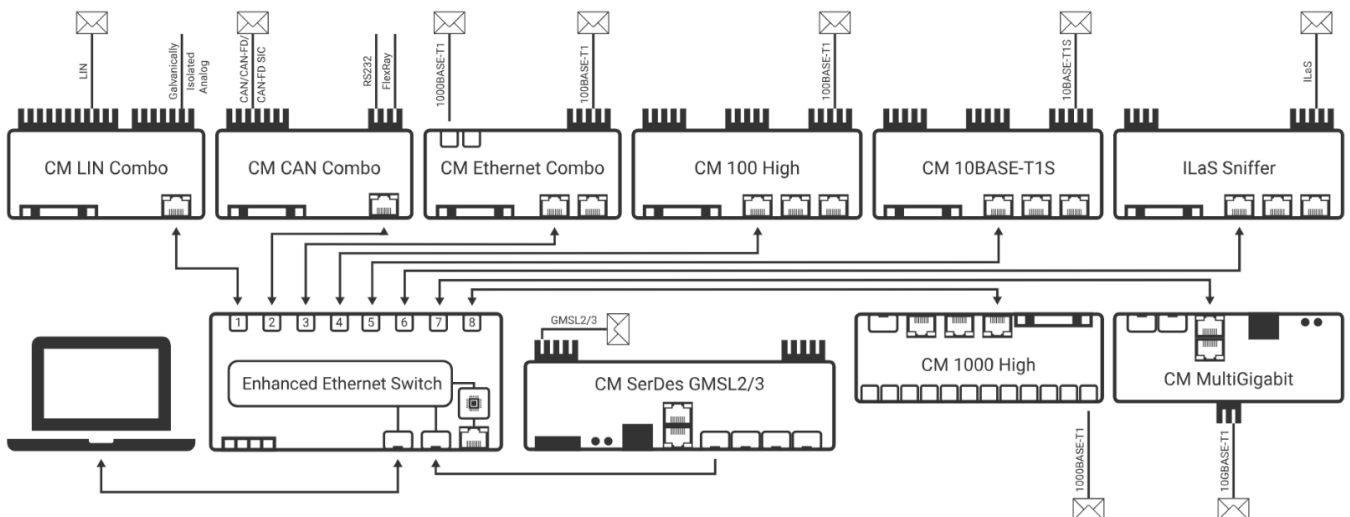 LIN
Galvanically
Isolated
Analog
CAN/CAN-FD/
CAN-FD SIC
RS232
FlexRay
1000BASE-T1
100BASE-T1
100BASE-T1
10BASE-T1S
ILaS
CM LIN Combo
CM CAN Combo
CM Ethernet Combo
CM 100 High
CM 10BASE-T1S
ILaS Sniffer
1
2
3
4
5
6
7
8
GMSL2/3
Enhanced Ethernet Switch
CM SerDes GMSL2/3
CM 1000 High
CM MultiGigabit
1000BASE-T1
10GBASE-T1